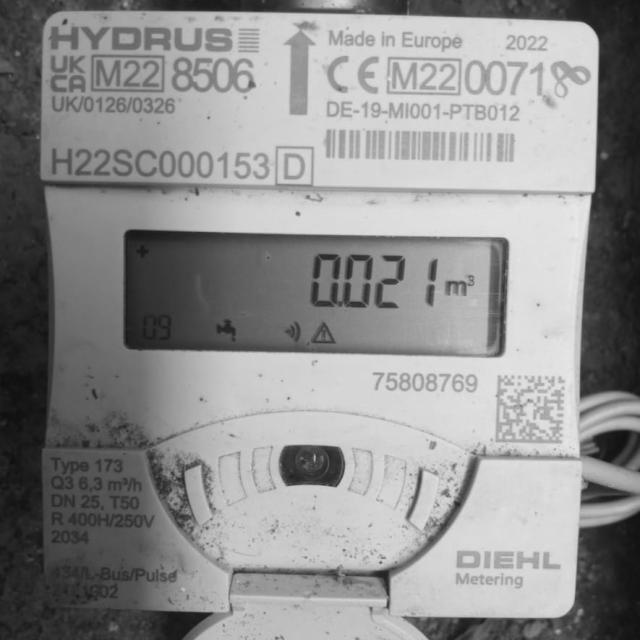 HYDRUS
UK
CA M22 8506
UK/0126/0326
H22SC000153 D
Made in Europe 2022
CE M22 0071
DE-19-MI001-PTB012
+
0.021 m³
09
75808769
Type 173
Q3 6,3 m³/h
DN 25, T50
R 400H/250V
2034
L-Bus/Pulse
DIEHL
Metering